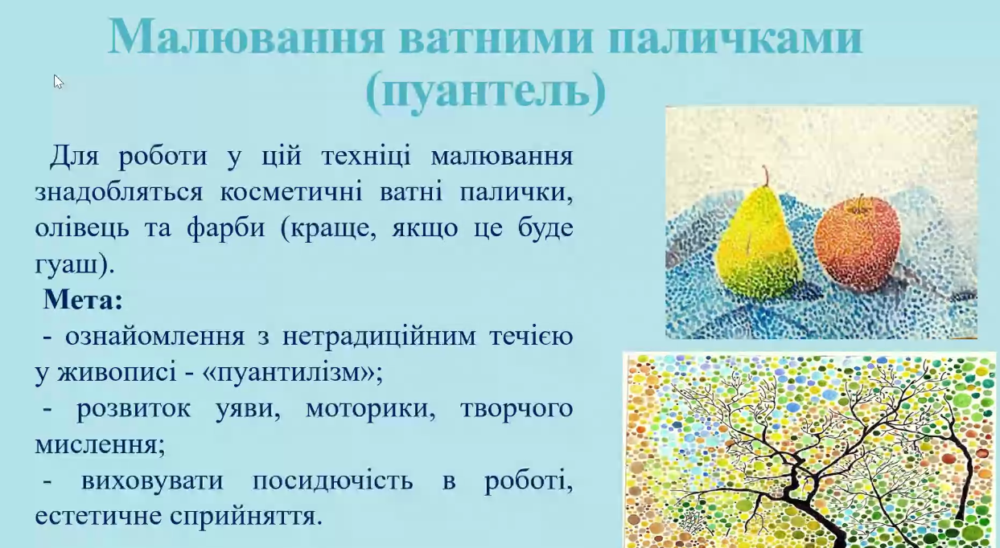 Малювання ватними паличками
(пуантель)
Для роботи у цій техніці малювання
знадобляться косметичні ватні палички,
олівець та фарби (краще, якщо це буде
гуаш).
Мета:
- ознайомлення з нетрадиційним течією
у живописі - «пуантилізм»;
- розвиток уяви, моторики, творчого
мислення;
- виховувати посидючість в роботі,
естетичне сприйняття.